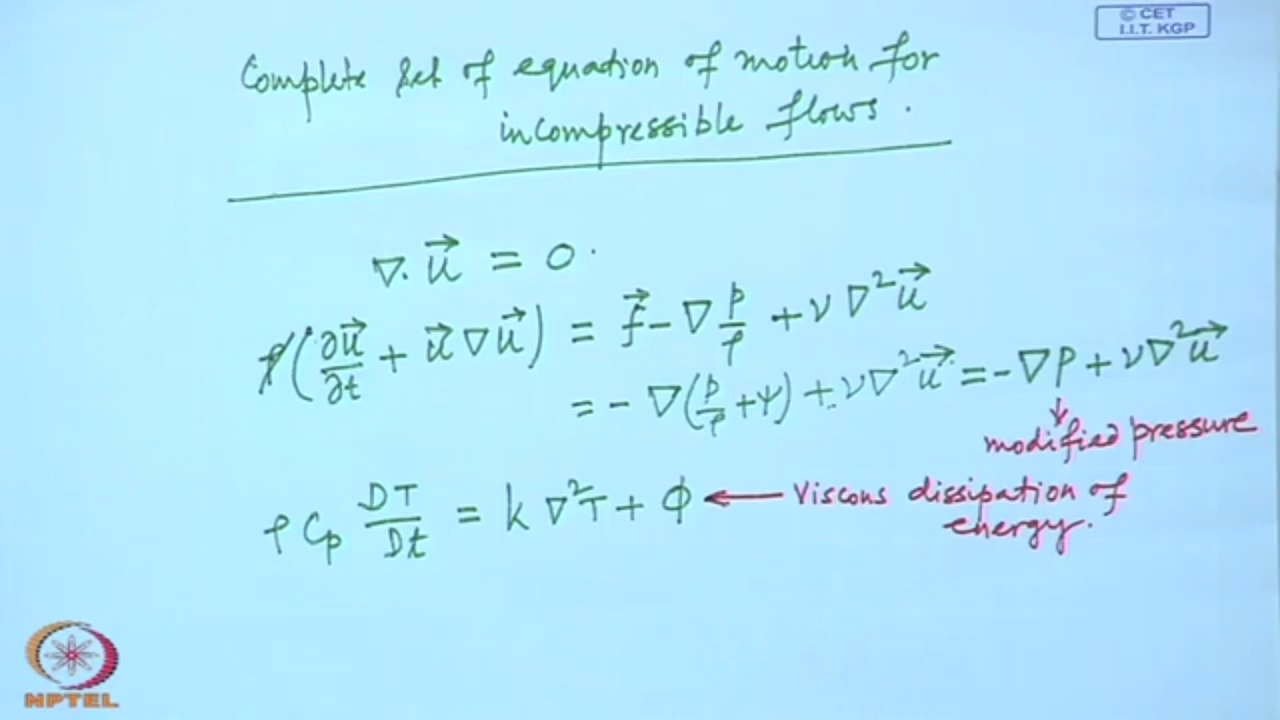 © CET
I.I.T. KGP
Complete Set of equation of motion for
incompressible flows.
∇. u⃗ = 0.
ρ(∂u⃗/∂t + u⃗ ∇ u⃗) = f⃗ - ∇ p/ρ + ν ∇²u⃗
= - ∇(p/ρ + ψ) + ν∇²u⃗ = - ∇P + ν∇²u⃗
↓
modified pressure
ρ Cp DT/Dt = k ∇²T + Φ ← Viscous dissipation of
energy.
NPTEL